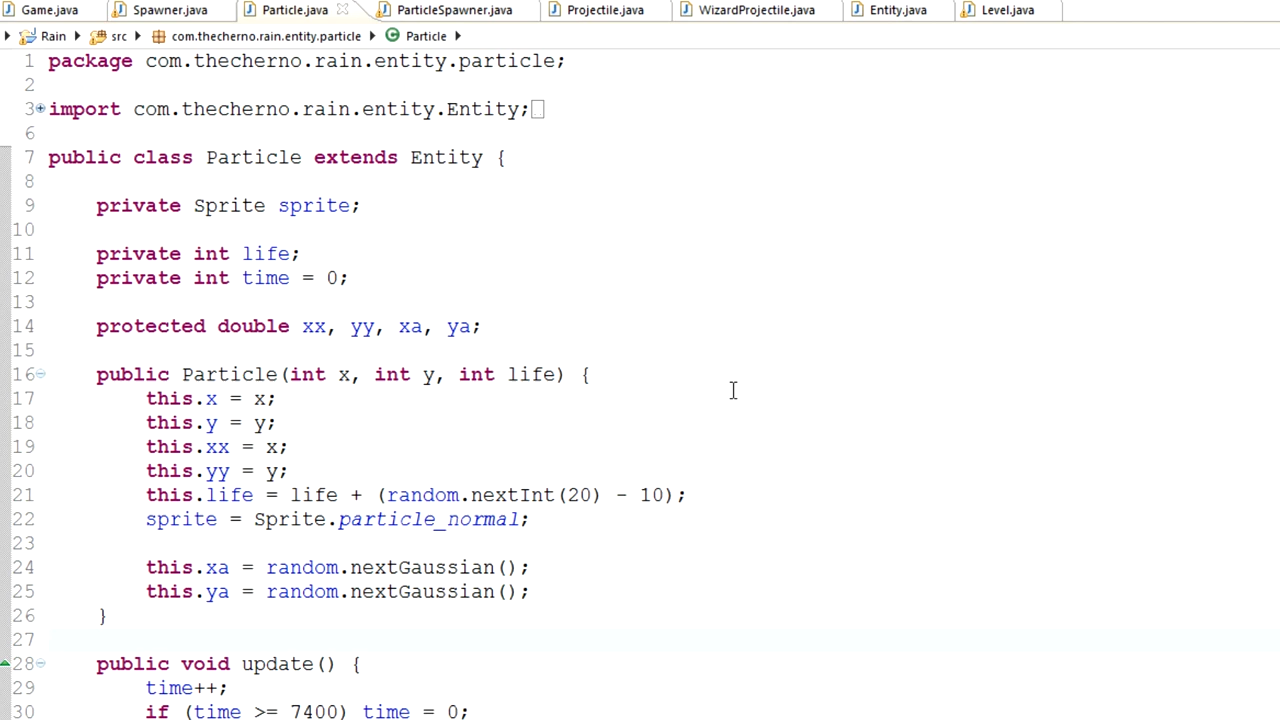 Game.java Spawner.java Particle.java ParticleSpawner.java Projectile.java WizardProjectile.java Entity.java Level.java
Rain src com.thecherno.rain.entity.particle Particle
1 package com.thecherno.rain.entity.particle;
2
3 import com.thecherno.rain.entity.Entity;
6
7 public class Particle extends Entity {
8
9 private Sprite sprite;
10
11 private int life;
12 private int time = 0;
13
14 protected double xx, yy, xa, ya;
15
16 public Particle(int x, int y, int life) {
17 this.x = x;
18 this.y = y;
19 this.xx = x;
20 this.yy = y;
21 this.life = life + (random.nextInt(20) - 10);
22 sprite = Sprite.particle_normal;
23
24 this.xa = random.nextGaussian();
25 this.ya = random.nextGaussian();
26 }
27
28 public void update() {
29 time++;
30 if (time >= 7400) time = 0;